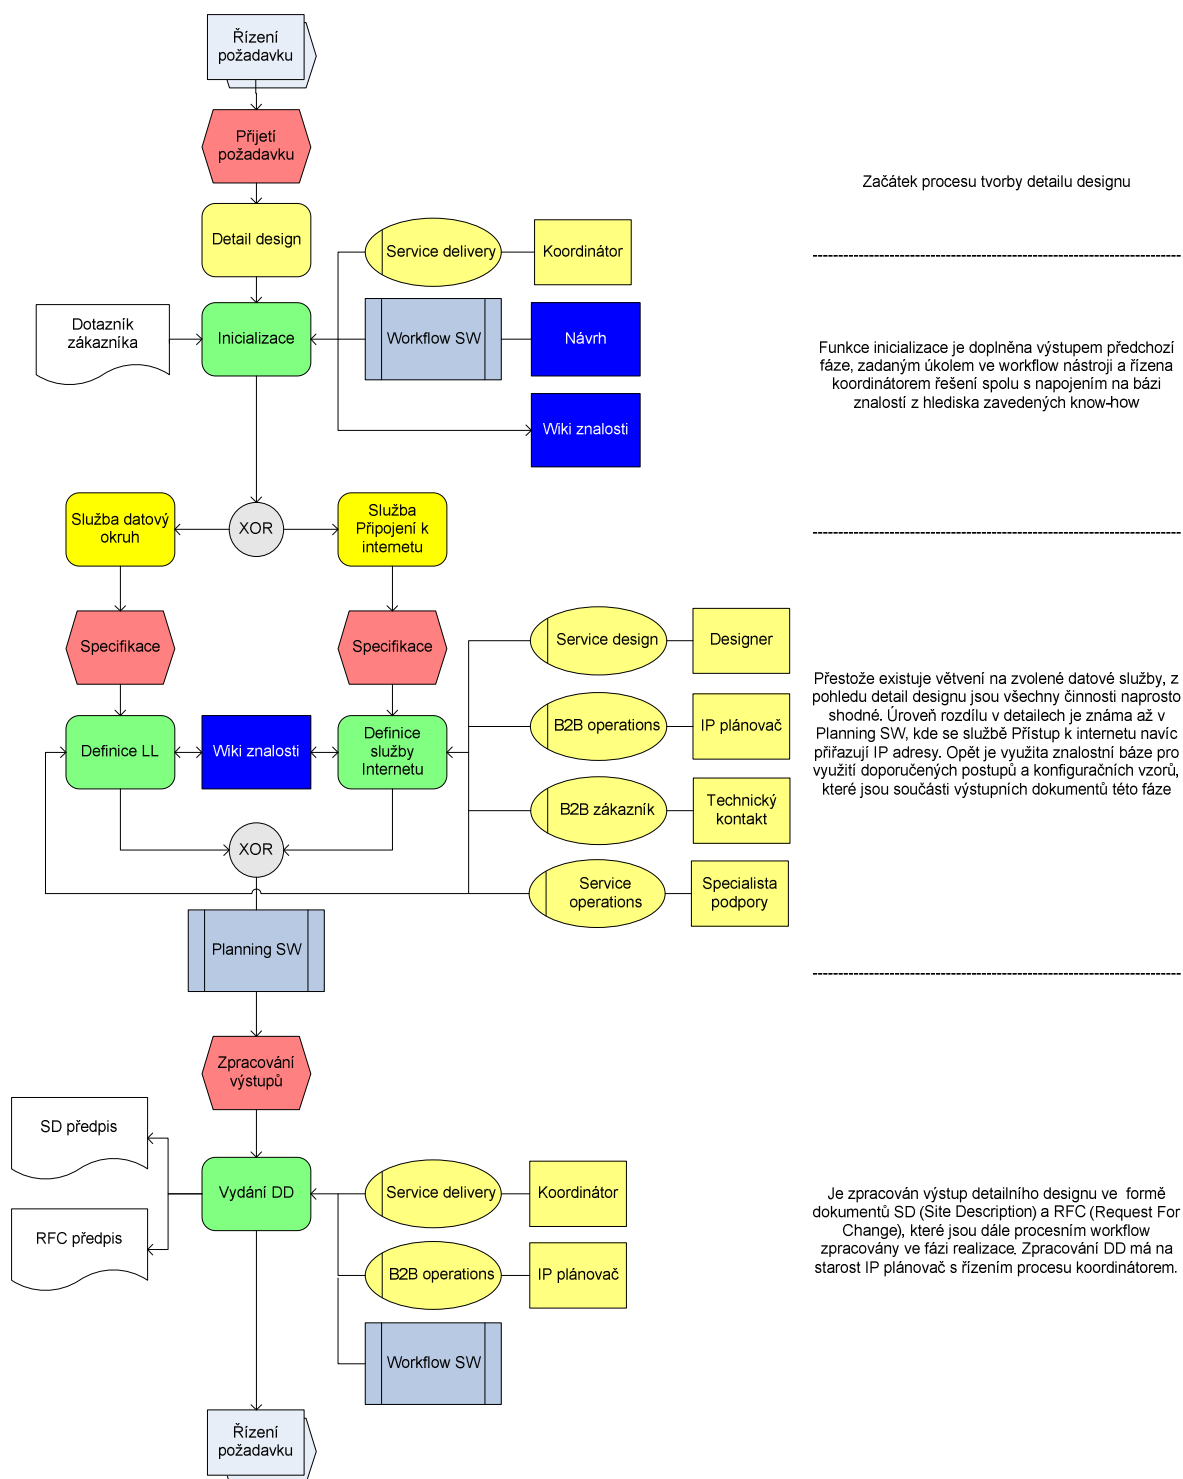 Řízení
požadavku
Přijetí
požadavku
Začátek procesu tvorby detailu designu
Detail design
Service delivery
Koordinátor
Dotazník
zákazníka
Inicializace
Workflow SW
Návrh
Funkce inicializace je doplněna výstupem předchozí
fáze, zadaným úkolem ve workflow nástroji a řízena
koordinátorem řešení spolu s napojením na bázi
znalostí z hlediska zavedených know-how
Wiki znalosti
Služba datový
okruh
XOR
Služba
Připojení k
internetu
Specifikace
Specifikace
Service design
Designer
Přestože existuje větvení na zvolené datové služby, z
pohledu detail designu jsou všechny činnosti naprosto
shodné. Úroveň rozdílu v detailech je známa až v
Planning SW, kde se službě Přístup k internetu navíc
přiřazují IP adresy. Opět je využita znalostní báze pro
využití doporučených postupů a konfiguračních vzorů,
které jsou součásti výstupních dokumentů této fáze
Definice LL
Wiki znalosti
Definice
služby
Internetu
B2B operations
IP plánovač
B2B zákazník
Technický
kontakt
XOR
Service
operations
Specialista
podpory
Planning SW
Zpracování
výstupů
SD předpis
RFC předpis
Vydání DD
Service delivery
Koordinátor
B2B operations
IP plánovač
Workflow SW
Je zpracován výstup detailního designu ve formě
dokumentů SD (Site Description) a RFC (Request For
Change), které jsou dále procesním workflow
zpracovány ve fázi realizace. Zpracování DD má na
starost IP plánovač s řízením procesu koordinátorem.
Řízení
požadavku